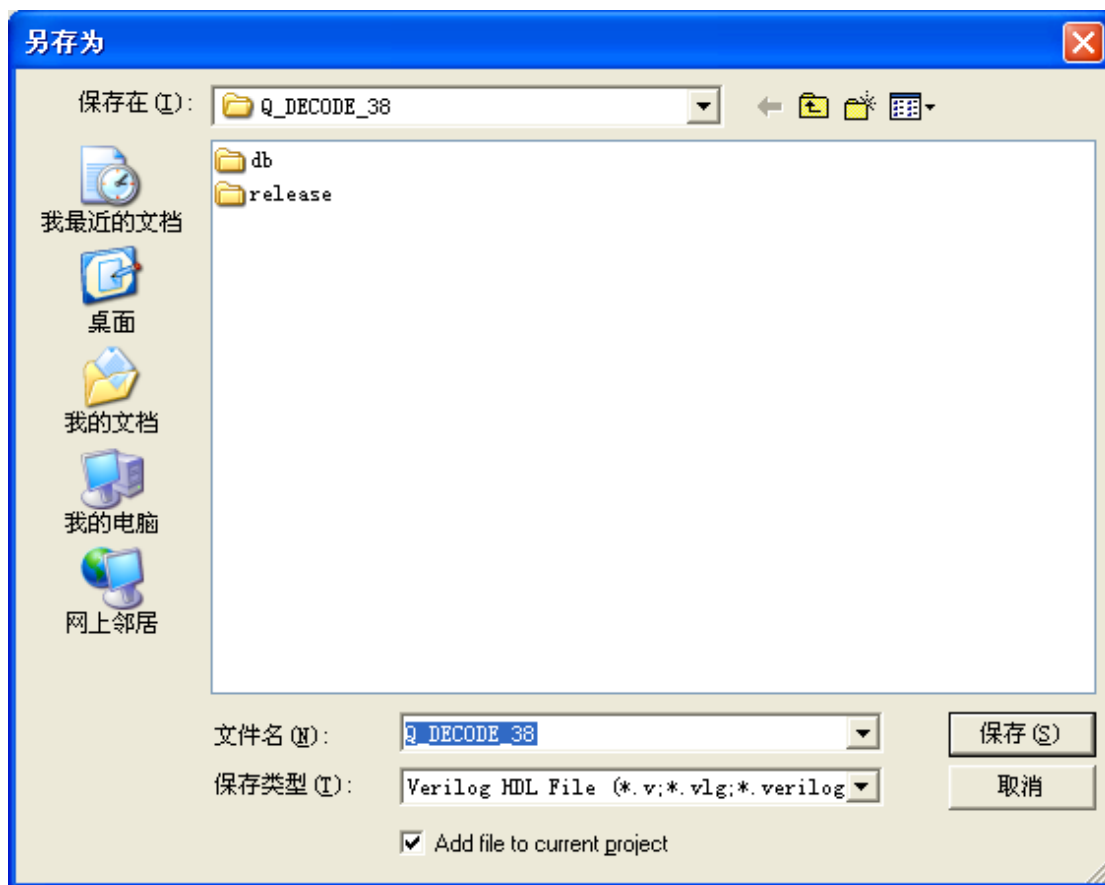 另存为
保存在(I):
Q_DECODE_38
db
release
我最近的文档
桌面
我的文档
我的电脑
网上邻居
文件名(N):
Q_DECODE_38
保存(S)
保存类型(T):
Verilog HDL File (*.v;*.vlg;*.verilog
取消
Add file to current project